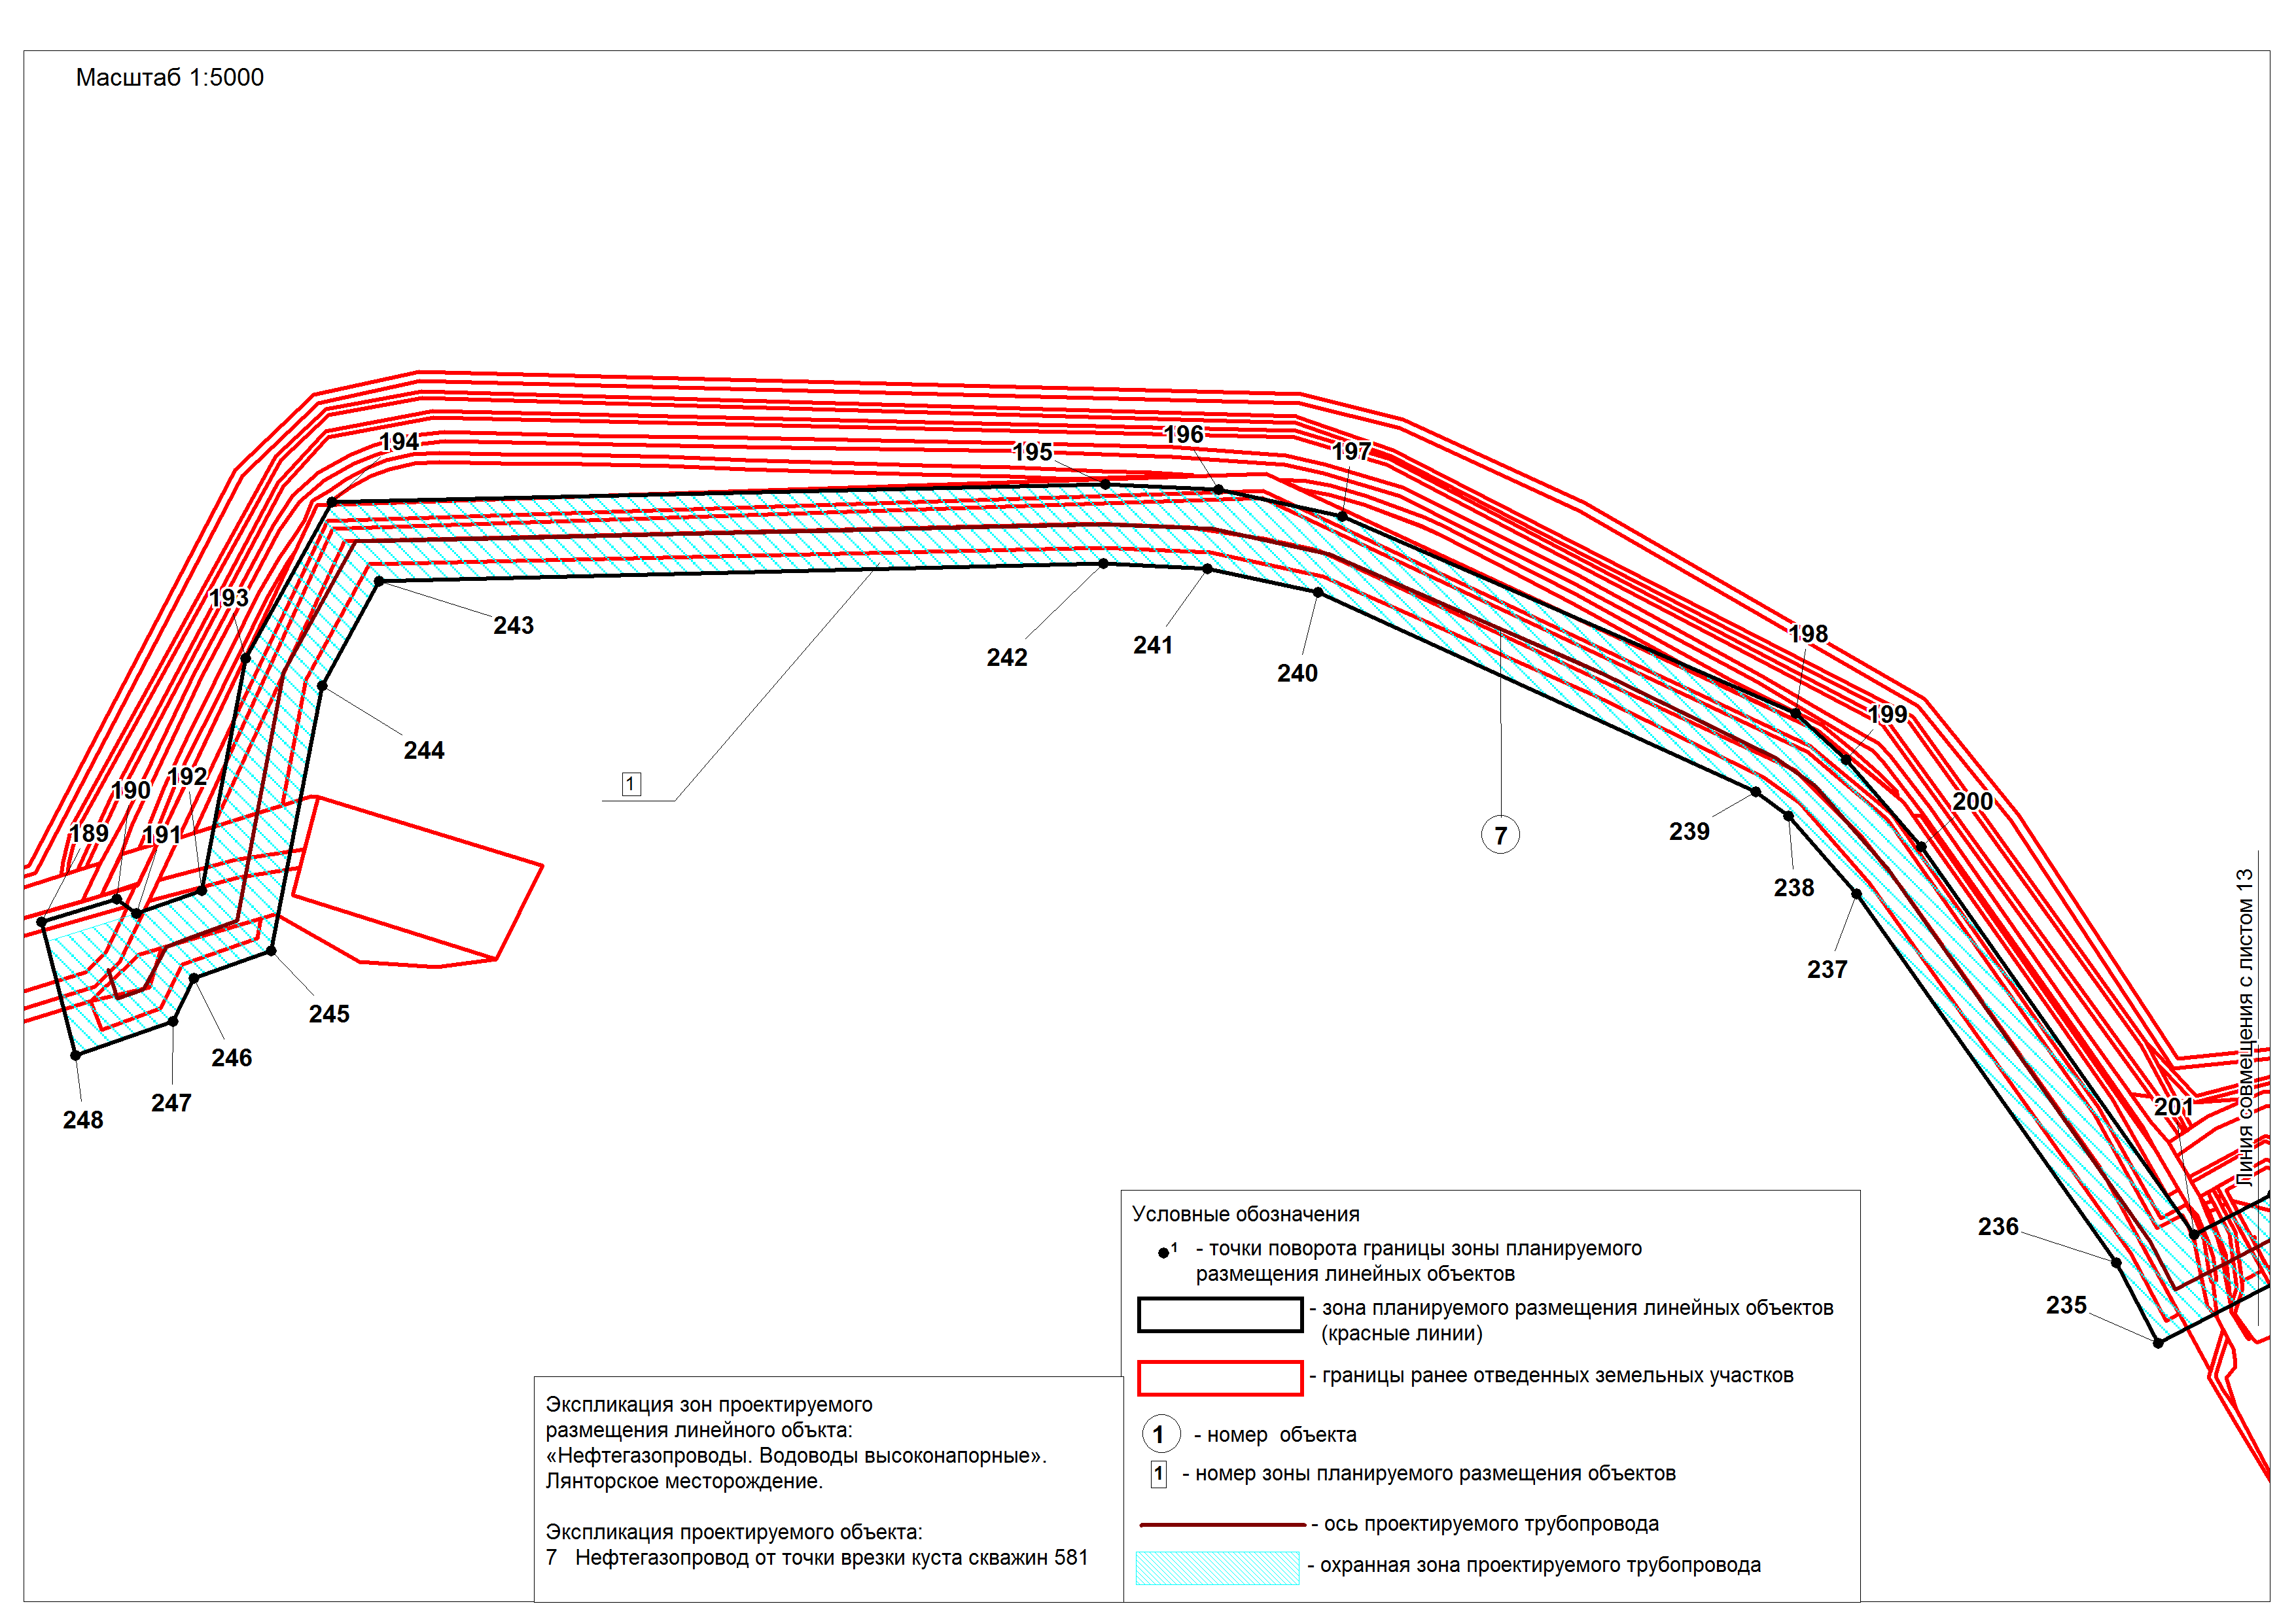 Масштаб 1:5000
194
195
196
197
193
243
242
241
240
198
199
244
1
192
190
189
191
200
7
239
238
237
245
246
247
248
201
Линия совмещения с листом 13
236
235
Условные обозначения
1 - точки поворота границы зоны планируемого
размещения линейных объектов
- зона планируемого размещения линейных объектов
(красные линии)
- границы ранее отведенных земельных участков
1 - номер объекта
1 - номер зоны планируемого размещения объектов
- ось проектируемого трубопровода
- охранная зона проектируемого трубопровода
Экспликация зон проектируемого
размещения линейного объкта:
«Нефтегазопроводы. Водоводы высоконапорные».
Лянторское месторождение.
Экспликация проектируемого объекта:
7 Нефтегазопровод от точки врезки куста скважин 581